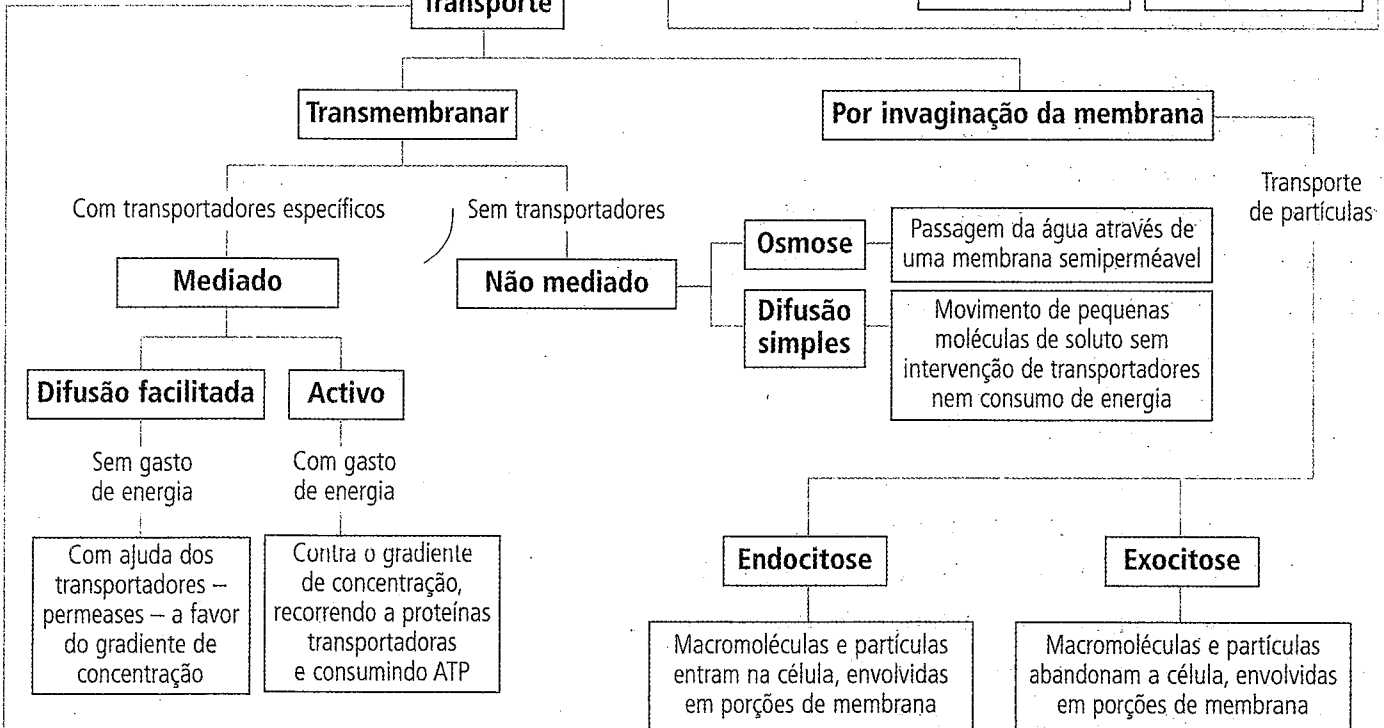 Transporte
Transmembranar
Por invaginação da membrana
Com transportadores específicos
Sem transportadores
Transporte
de partículas
Mediado
Não mediado
Osmose
Passagem da água através de
uma membrana semiperméavel
Difusão
simples
Movimento de pequenas
moléculas de soluto sem
intervenção de transportadores
nem consumo de energia
Difusão facilitada
Activo
Sem gasto
de energia
Com gasto
de energia
Com ajuda dos
transportadores –
permeases – a favor
do gradiente de
concentração
Contra o gradiente
de concentração,
recorrendo a proteínas
transportadoras
e consumindo ATP
Endocitose
Exocitose
Macromoléculas e partículas
entram na célula, envolvidas
em porções de membrana
Macromoléculas e partículas
abandonam a célula, envolvidas
em porções de membrana